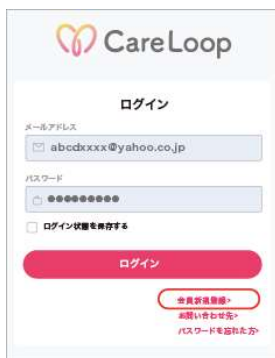 CareLoop
ログイン
メールアドレス
abcdxxxx@yahoo.co.jp
パスワード
●●●●●●●●●
ログイン状態を保存する
ログイン
会員新規登録>
お問い合わせ先>
パスワードを忘れた方>